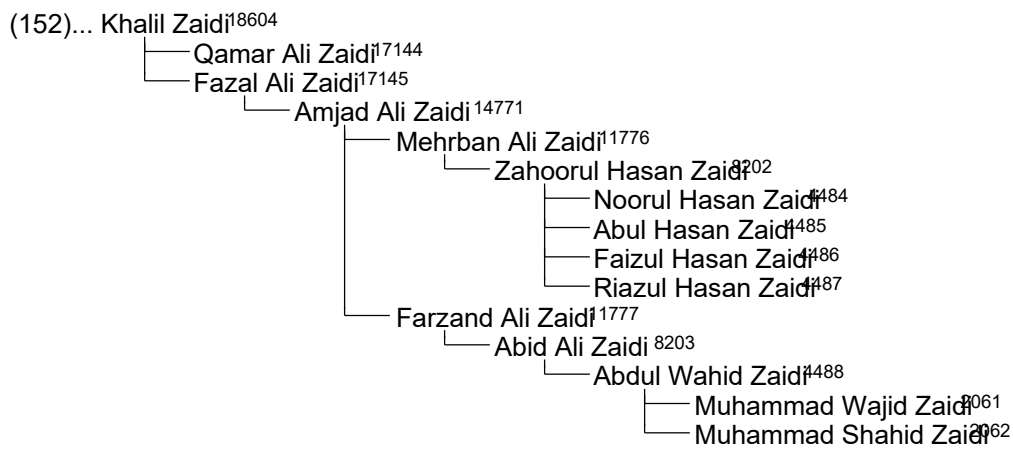 (152)... Khalil Zaidi18604
Qamar Ali Zaidi17144
Fazal Ali Zaidi17145
Amjad Ali Zaidi 14771
Mehrban Ali Zaidi11776
Zahoorul Hasan Zaidi8202
Noorul Hasan Zaidi4484
Abul Hasan Zaidi4485
Faizul Hasan Zaidi4486
Riazul Hasan Zaidi4487
Farzand Ali Zaidi11777
Abid Ali Zaidi 8203
Abdul Wahid Zaidi4488
Muhammad Wajid Zaidi2061
Muhammad Shahid Zaidi2062